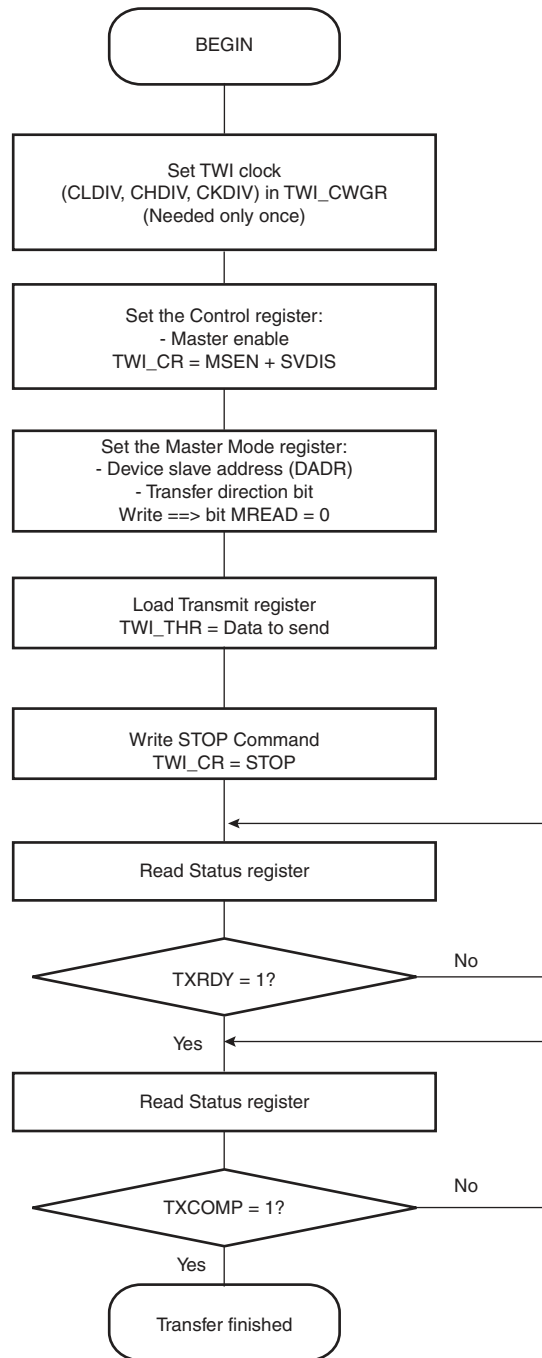 BEGIN
Set TWI clock
(CLDIV, CHDIV, CKDIV) in TWI_CWGR
(Needed only once)
Set the Control register:
- Master enable
TWI_CR = MSEN + SVDIS
Set the Master Mode register:
- Device slave address (DADR)
- Transfer direction bit
Write ==> bit MREAD = 0
Load Transmit register
TWI_THR = Data to send
Write STOP Command
TWI_CR = STOP
Read Status register
TXRDY = 1?
No
Yes
Read Status register
TXCOMP = 1?
No
Yes
Transfer finished